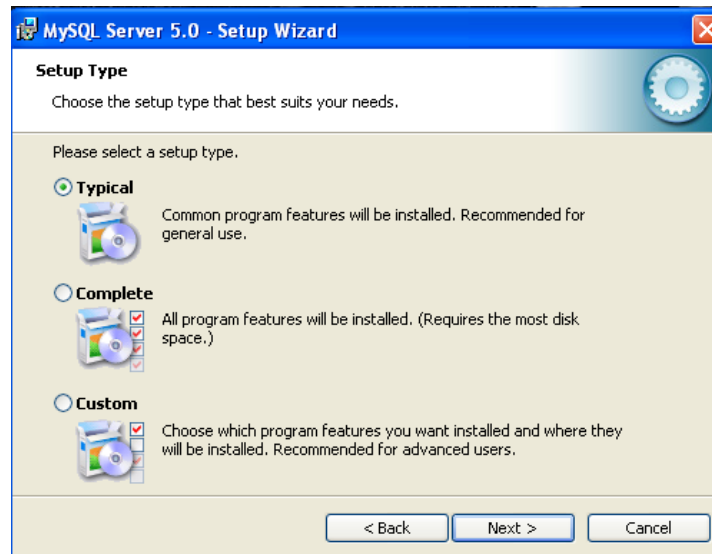 MySQL Server 5.0 - Setup Wizard
Setup Type
Choose the setup type that best suits your needs.
Please select a setup type.
Typical
Common program features will be installed. Recommended for
general use.
Complete
All program features will be installed. (Requires the most disk
space.)
Custom
Choose which program features you want installed and where they
will be installed. Recommended for advanced users.
< Back
Next >
Cancel